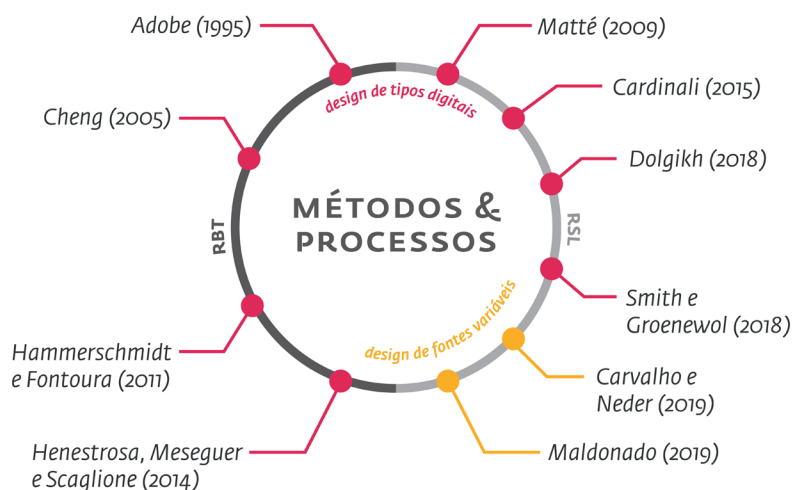 Adobe (1995)
Matté (2009)
Cardinali (2015)
Cheng (2005)
Dolgikh (2018)
design de tipos digitais
MÉTODOS &
PROCESSOS
RBT
RSL
design de fontes variáveis
Smith e
Groenewol (2018)
Hammerschmidt
e Fontoura (2011)
Carvalho e
Neder (2019)
Henestrosa, Meseguer
e Scaglione (2014)
Maldonado (2019)